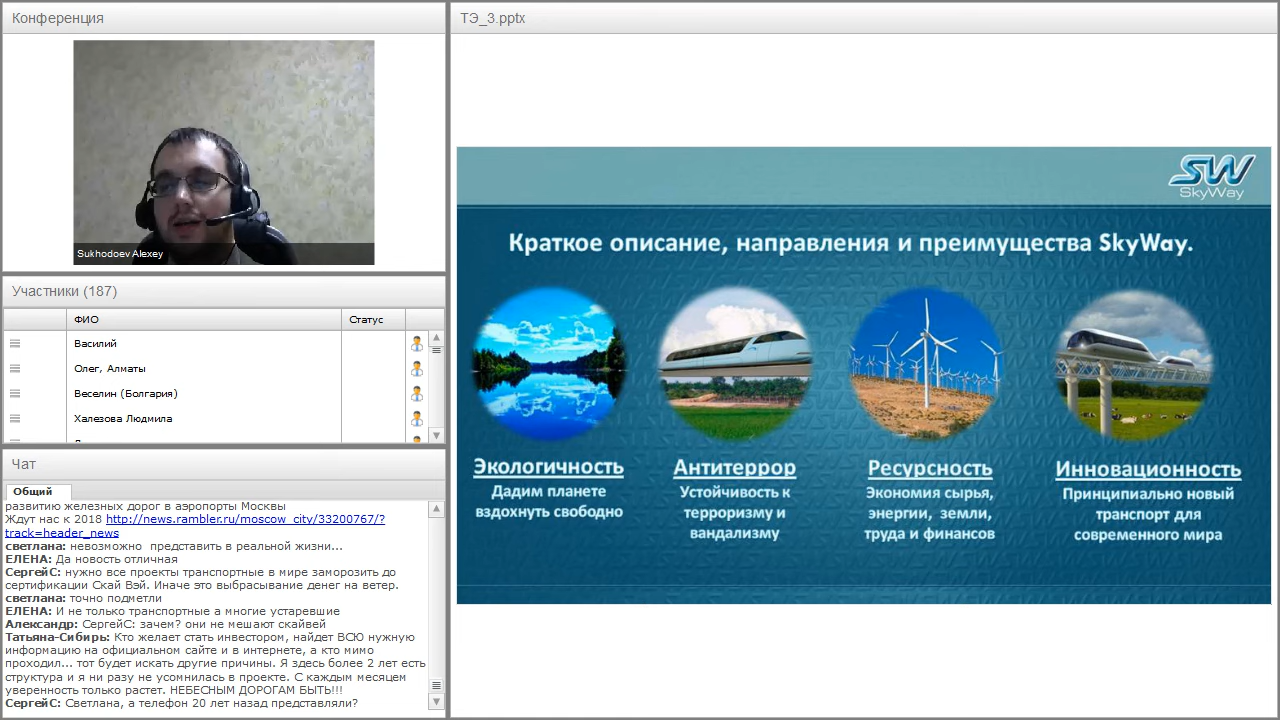 Конференция
Sukhodoev Alexey
Участники (187)
ФИО
Статус
Василий
Олег, Алматы
Веселин (Болгария)
Халезова Людмила
Чат
Общий
развитию железных дорог в аэропорты Москвы
Ждут нас к 2018 http://news.rambler.ru/moscow_city/33200767/?
track=header_news
светлана: невозможно представить в реальной жизни...
ЕЛЕНА: Да новость отличная
СергейС: нужно все проекты транспортные в мире заморозить до
сертификации Скай Вэй. Иначе это выбрасывание денег на ветер.
светлана: точно подметли
ЕЛЕНА: И не только транспортные а многие устаревшие
Александр: СергейС: зачем? они не мешают скайвей
Татьяна-Сибирь: Кто желает стать инвестором, найдет ВСЮ нужную
информацию на официальном сайте и в интернете, а кто мимо
проходил... тот будет искать другие причины. Я здесь более 2 лет есть
структура и я ни разу не усомнилась в проекте. С каждым месяцем
уверенность только растет. НЕБЕСНЫМ ДОРОГАМ БЫТЬ!!!
СергейС: Светлана, а телефон 20 лет назад представляли?
ТЭ_3.pptx
SW
SkyWay
Краткое описание, направления и преимущества SkyWay.
Экологичность
Дадим планете
вздохнуть свободно
Антитеррор
Устойчивость к
терроризму и
вандализму
Ресурсность
Экономия сырья,
энергии, земли,
труда и финансов
Инновационность
Принципиально новый
транспорт для
современного мира